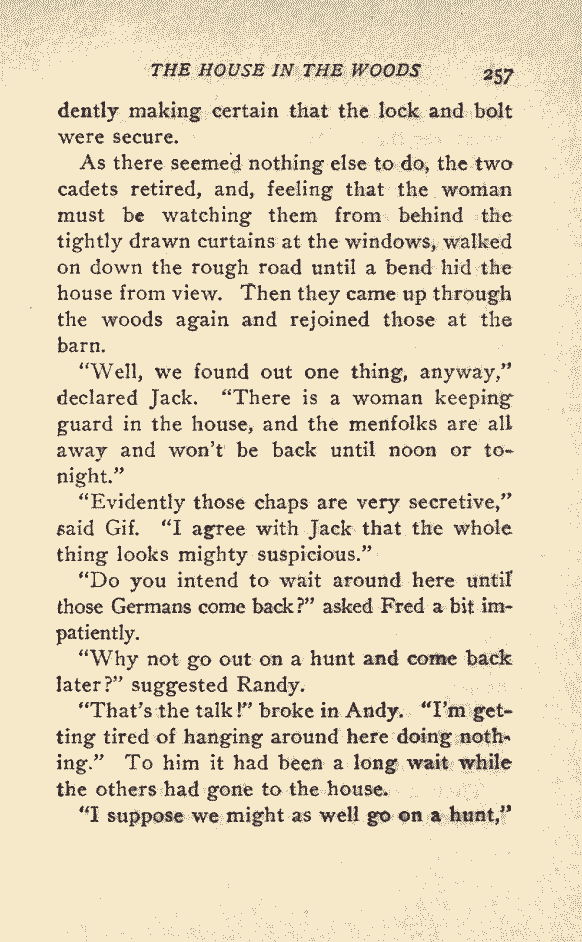 THE HOUSE IN THE WOODS 257
dently making certain that the lock and bolt
were secure.
As there seemed nothing else to do, the two
cadets retired, and, feeling that the woman
must be watching them from behind the
tightly drawn curtains at the windows, walked
on down the rough road until a bend hid the
house from view. Then they came up through
the woods again and rejoined those at the
barn.
“Well, we found out one thing, anyway,”
declared Jack. “There is a woman keeping
guard in the house, and the menfolks are all
away and won't be back until noon or to-
night.”
“Evidently those chaps are very secretive,”
said Gif. “I agree with Jack that the whole
thing looks mighty suspicious.”
“Do you intend to wait around here until
those Germans come back?” asked Fred a bit im-
patiently.
“Why not go out on a hunt and come back
later?” suggested Randy.
“That's the talk!” broke in Andy. “I'm get-
ting tired of hanging around here doing noth-
ing.” To him it had been a long wait while
the others had gone to the house.
“I suppose we might as well go on a hunt,”